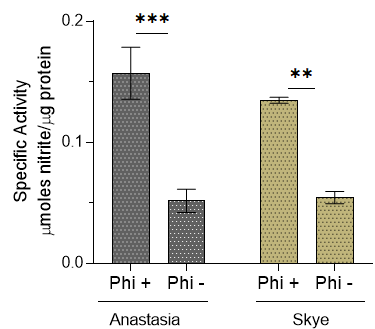 Specific Activity
μmoles nitrite/μg protein
0.2
0.1
0.0
***
**
Phi + Phi - Phi + Phi -
Anastasia Skye